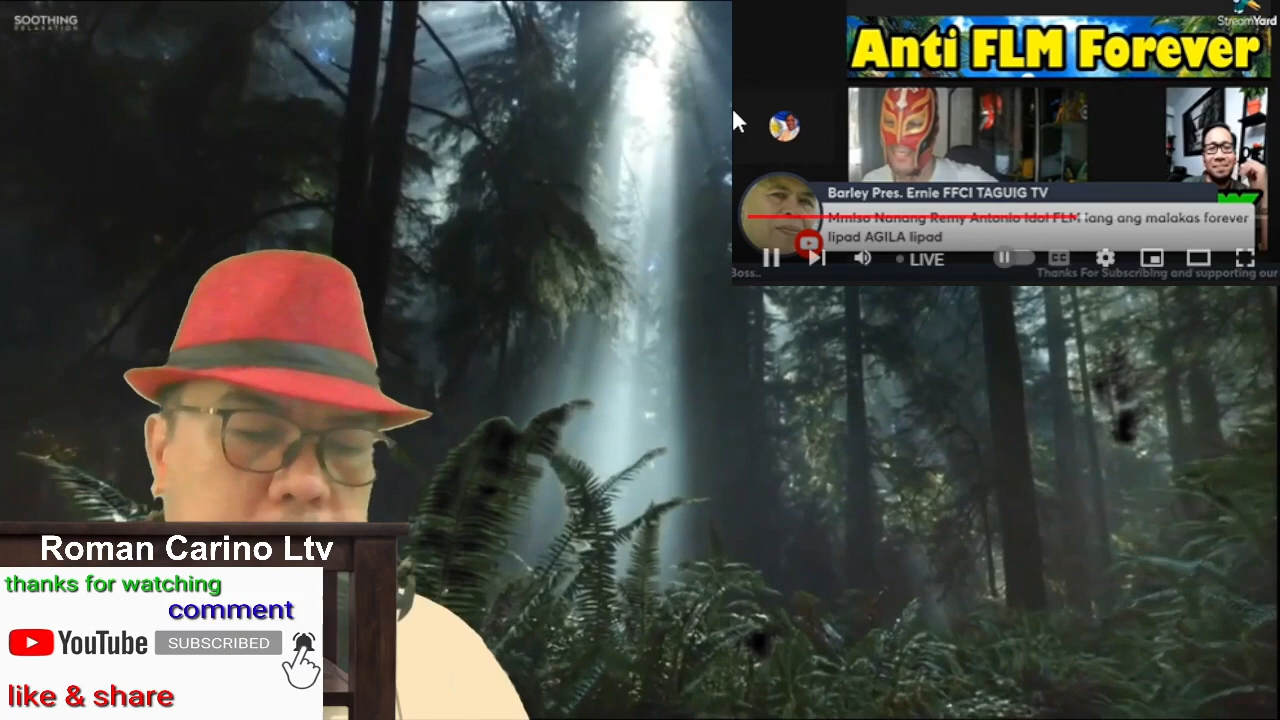 SOOTHING
RELAXATION
StreamYard
Anti FLM Forever
Barley Pres. Ernie FFCI TAGUIG TV
Mmlso Nanang Remy Antonio Idol FLM lang ang malakas forever
lipad AGILA lipad
LIVE
CC
Boss..
Thanks For Subscribing and supporting our
Roman Carino Ltv
thanks for watching
comment
YouTube SUBSCRIBED
like & share